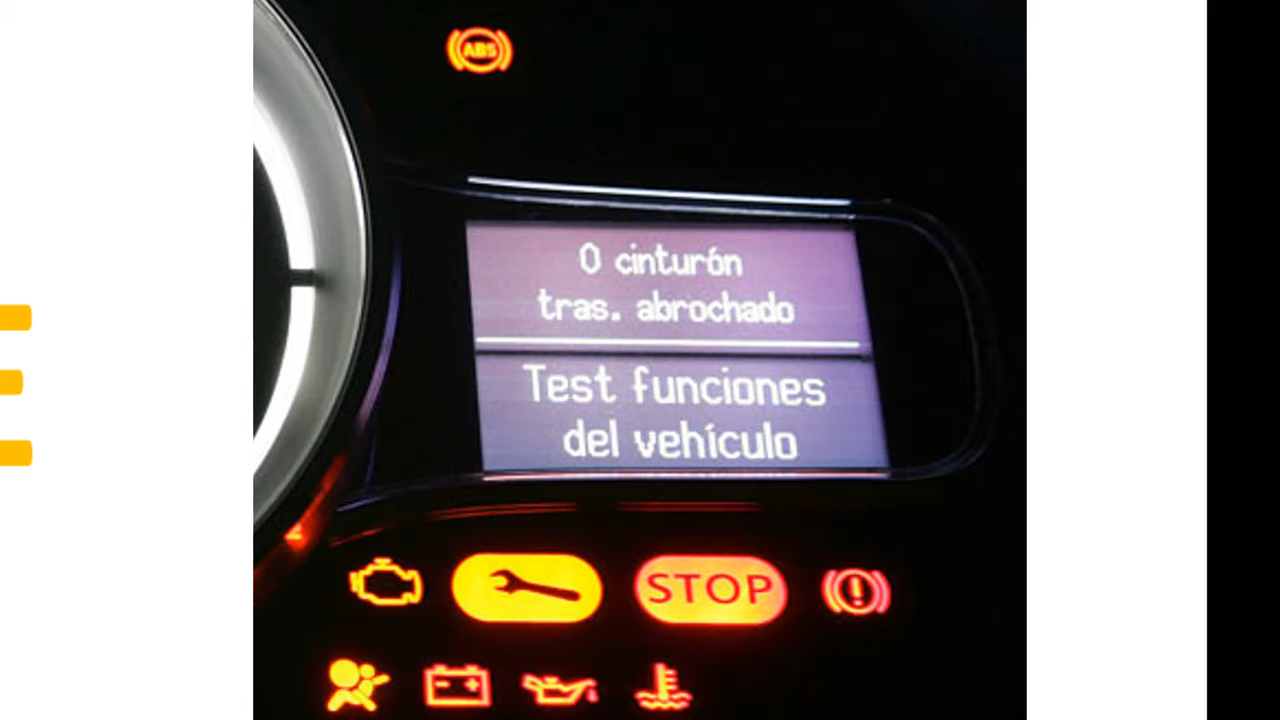 ABS
0 cinturón
tras. abrochado
Test funciones
del vehículo
STOP